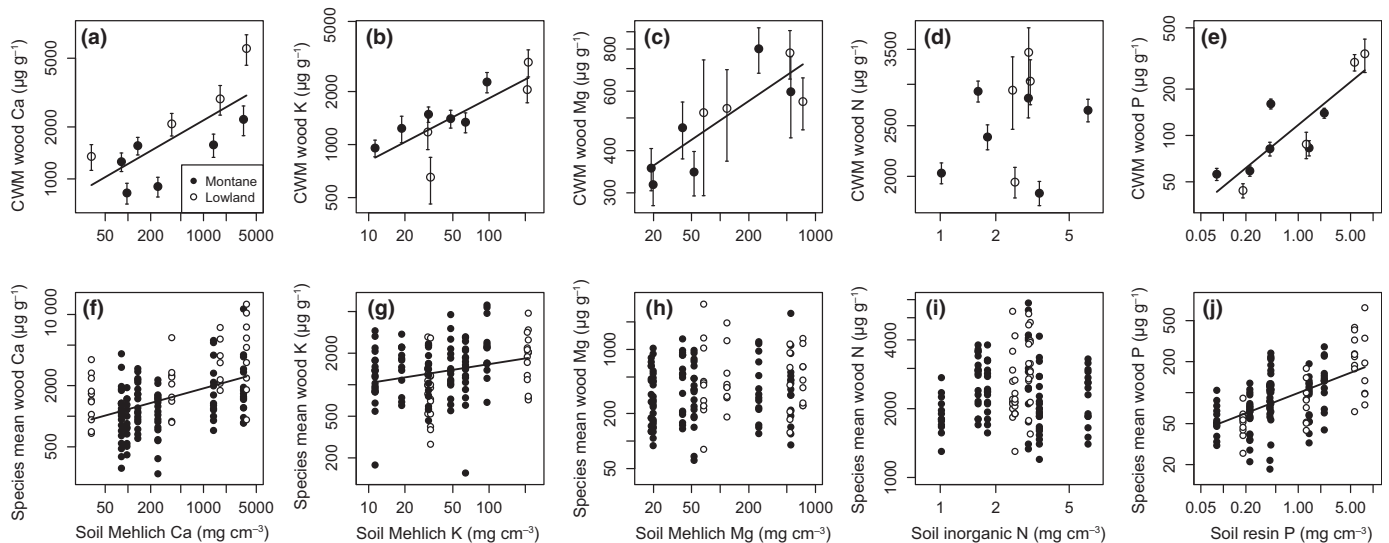 (a)
CWM wood Ca (µg g⁻¹)
5000
2000
1000
50 200 1000 5000
Montane
Lowland
(b)
CWM wood K (µg g⁻¹)
5000
2000
1000
500
10 20 50 100
(c)
CWM wood Mg (µg g⁻¹)
800
600
400
300
20 50 200 1000
(d)
CWM wood N (µg g⁻¹)
3500
2500
2000
1 2 5
(e)
CWM wood P (µg g⁻¹)
500
200
100
50
0.05 0.20 1.00 5.00
(f)
Species mean wood Ca (µg g⁻¹)
10 000
2000
500
50 200 1000 5000
Soil Mehlich Ca (mg cm⁻³)
(g)
Species mean wood K (µg g⁻¹)
2000
500
200
10 20 50 100
Soil Mehlich K (mg cm⁻³)
(h)
Species mean wood Mg (µg g⁻¹)
1000
200
50
20 50 200 1000
Soil Mehlich Mg (mg cm⁻³)
(i)
Species mean wood N (µg g⁻¹)
4000
2000
1000
1 2 5
Soil inorganic N (mg cm⁻³)
(j)
Species mean wood P (µg g⁻¹)
500
200
100
50
20
0.05 0.20 1.00 5.00
Soil resin P (mg cm⁻³)